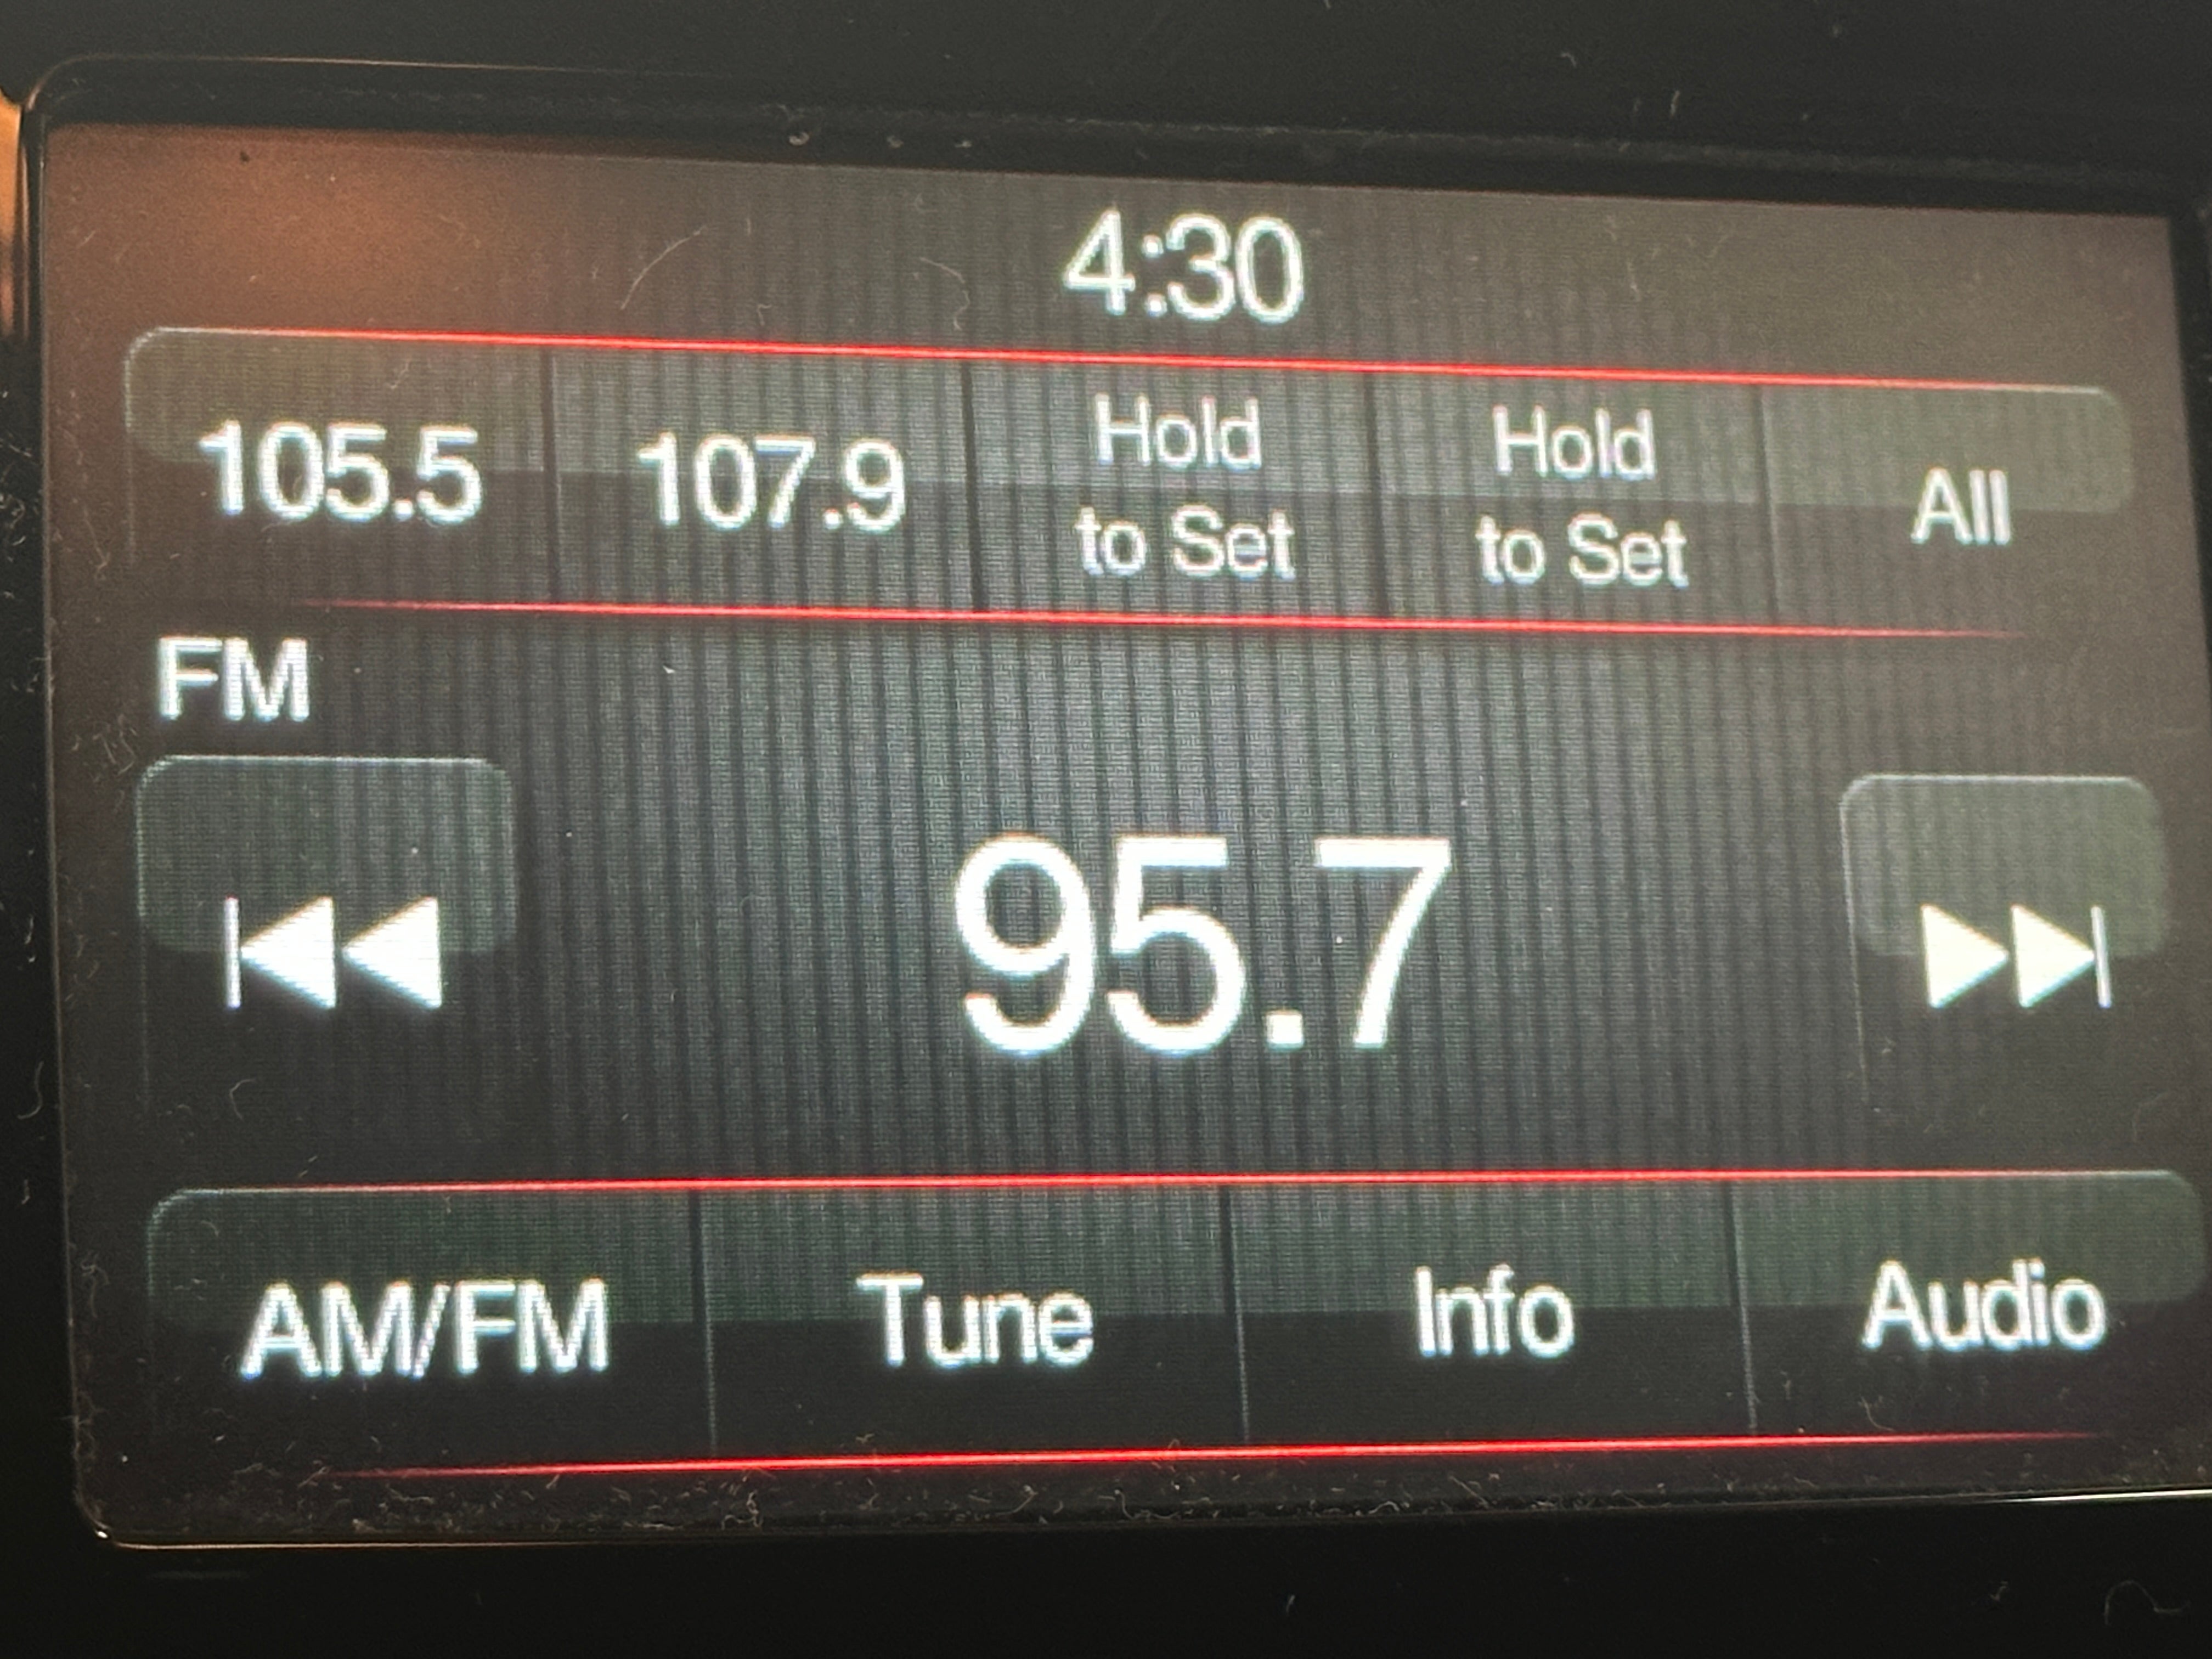 4:30
105.5 107.9 Hold to Set Hold to Set All
FM
95.7
AM/FM Tune Info Audio